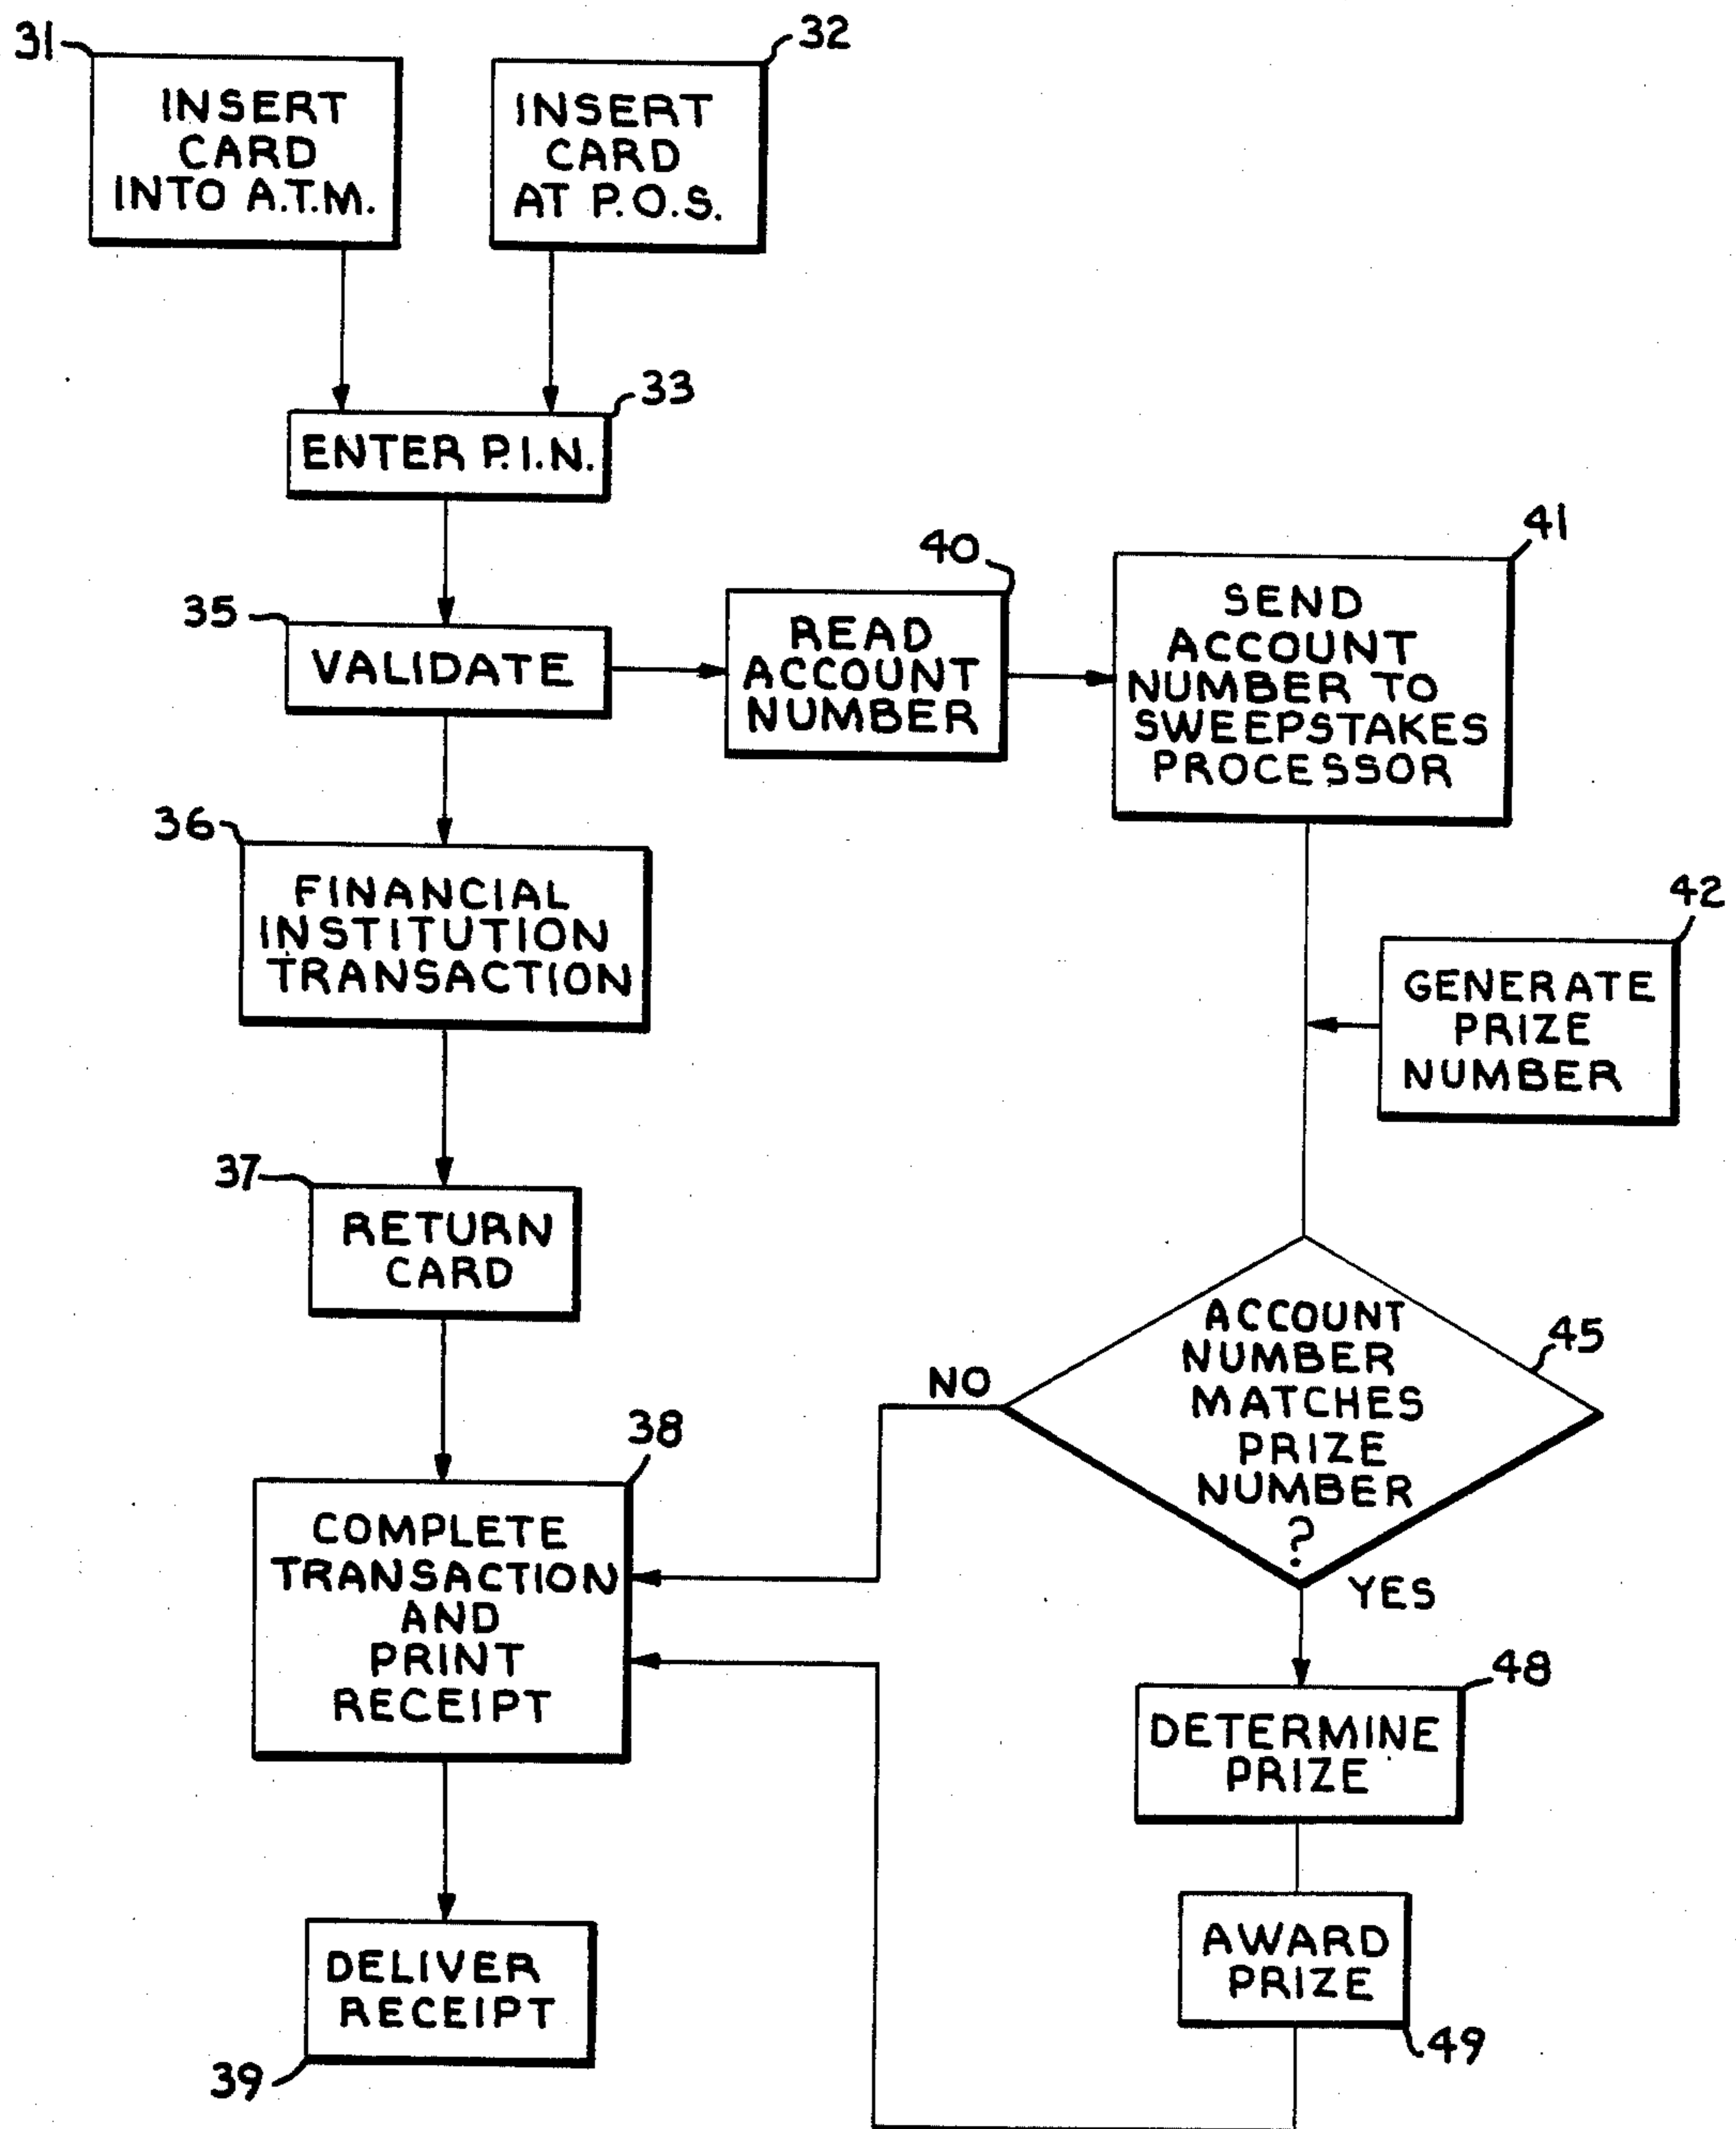 31
INSERT
CARD
INTO A.T.M.
32
INSERT
CARD
AT P.O.S.
33
ENTER P.I.N.
35
VALIDATE
40
READ
ACCOUNT
NUMBER
41
SEND
ACCOUNT
NUMBER TO
SWEEPSTAKES
PROCESSOR
36
FINANCIAL
INSTITUTION
TRANSACTION
42
GENERATE
PRIZE
NUMBER
37
RETURN
CARD
45
ACCOUNT
NUMBER
MATCHES
PRIZE
NUMBER
?
NO
YES
38
COMPLETE
TRANSACTION
AND
PRINT
RECEIPT
48
DETERMINE
PRIZE
49
AWARD
PRIZE
39
DELIVER
RECEIPT